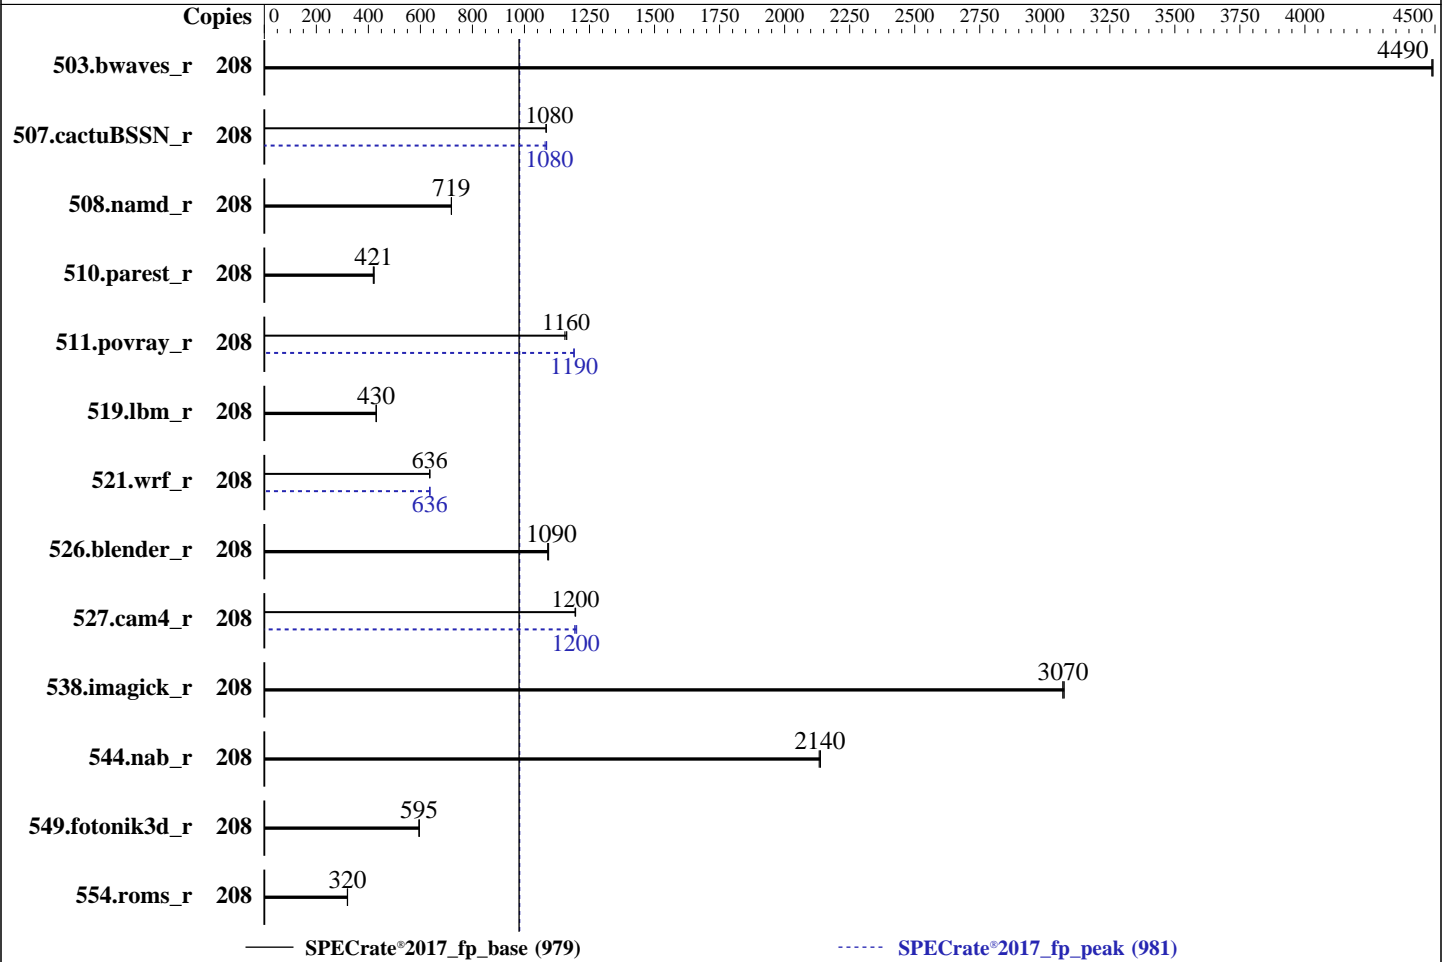 Copies 0 200 400 600 800 1000 1250 1500 1750 2000 2250 2500 2750 3000 3250 3500 3750 4000 4500
503.bwaves_r 208 4490
507.cactuBSSN_r 208 1080
1080
508.namd_r 208 719
510.parest_r 208 421
511.povray_r 208 1160
1190
519.lbm_r 208 430
521.wrf_r 208 636
636
526.blender_r 208 1090
527.cam4_r 208 1200
1200
538.imagick_r 208 3070
544.nab_r 208 2140
549.fotonik3d_r 208 595
554.roms_r 208 320
SPECrate®2017_fp_base (979) SPECrate®2017_fp_peak (981)